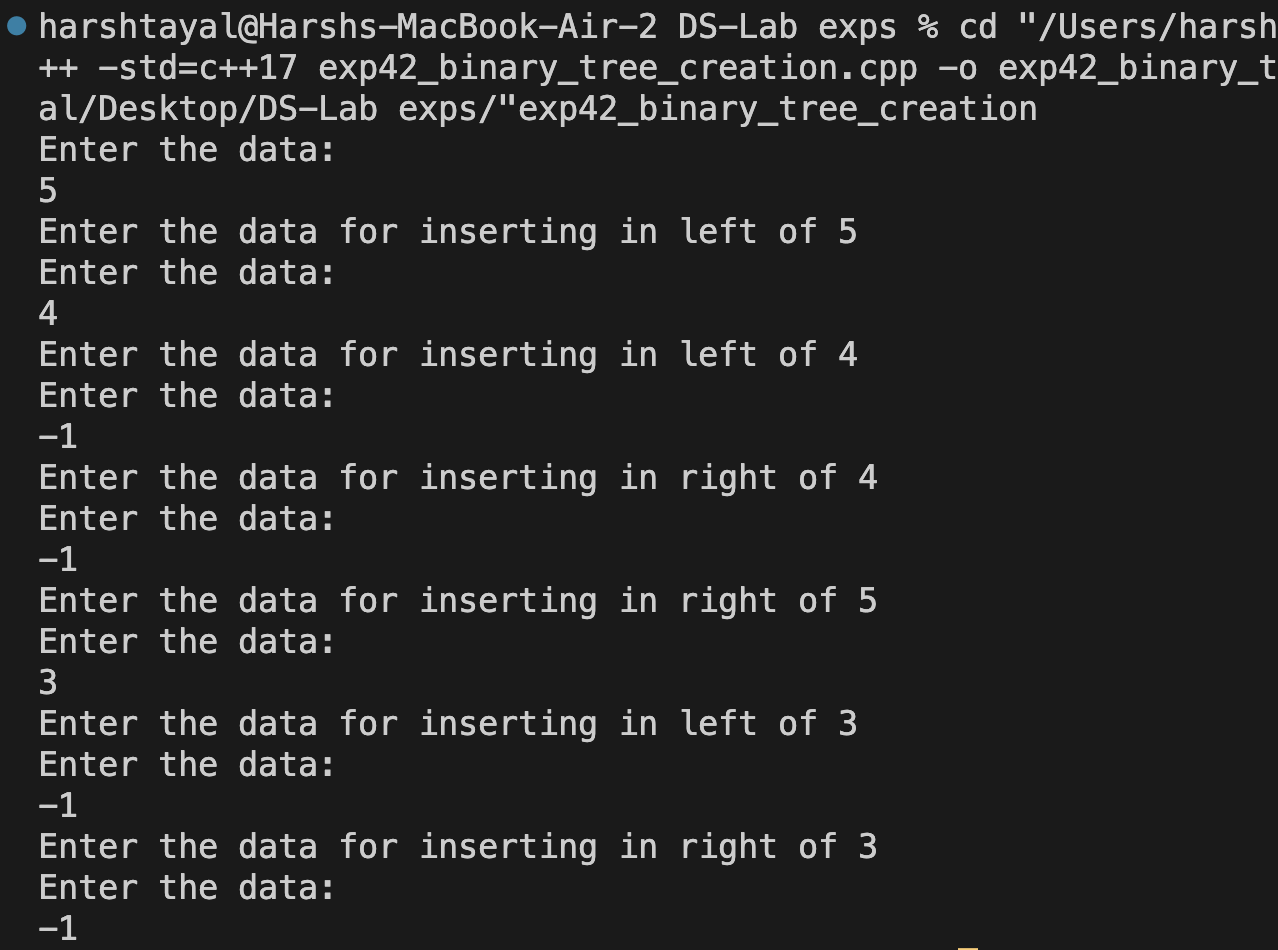 harshtayal@Harshs-MacBook-Air-2 DS-Lab exps % cd "/Users/harsh
++ -std=c++17 exp42_binary_tree_creation.cpp -o exp42_binary_t
al/Desktop/DS-Lab exps/"exp42_binary_tree_creation
Enter the data:
5
Enter the data for inserting in left of 5
Enter the data:
4
Enter the data for inserting in left of 4
Enter the data:
-1
Enter the data for inserting in right of 4
Enter the data:
-1
Enter the data for inserting in right of 5
Enter the data:
3
Enter the data for inserting in left of 3
Enter the data:
-1
Enter the data for inserting in right of 3
Enter the data:
-1